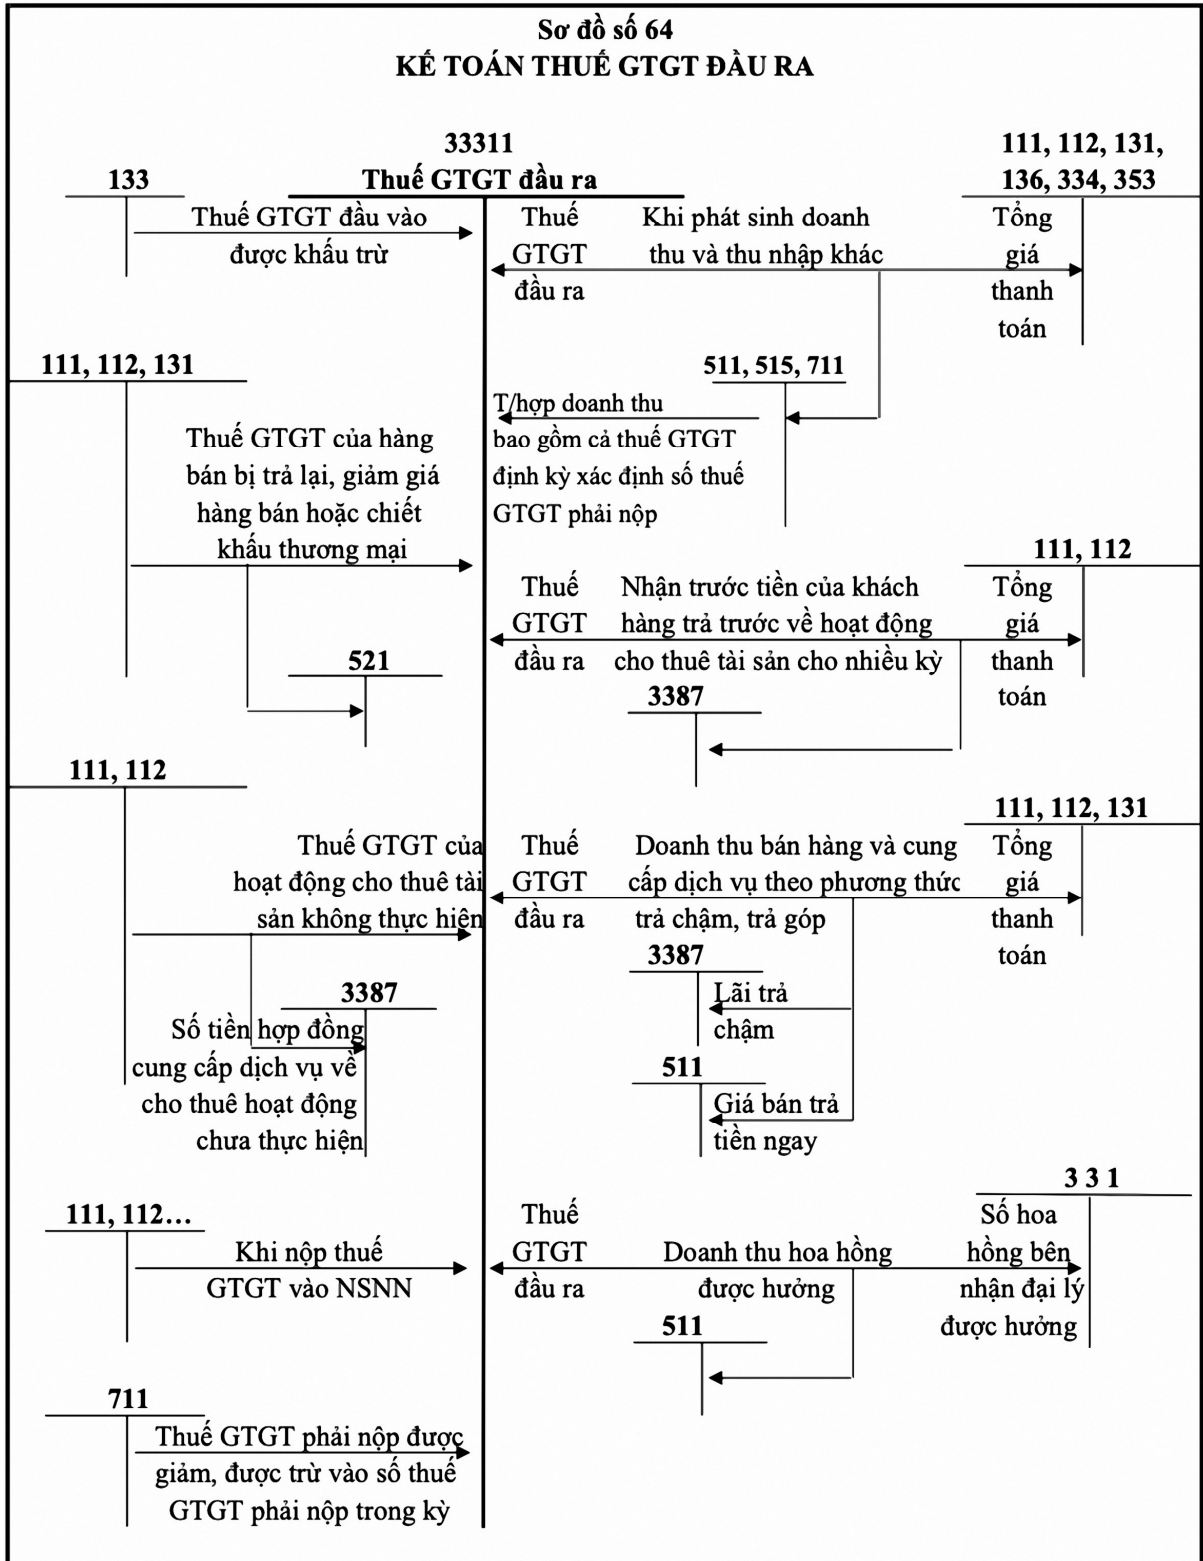 Sơ đồ số 64
KẾ TOÁN THUẾ GTGT ĐẦU RA
133
33311
Thuế GTGT đầu ra
111, 112, 131,
136, 334, 353
Thuế GTGT đầu vào
được khấu trừ
Thuế
GTGT
đầu ra
Khi phát sinh doanh
thu và thu nhập khác
Tổng
giá
thanh
toán
111, 112, 131
511, 515, 711
T/hợp doanh thu
bao gồm cả thuế GTGT
định kỳ xác định số thuế
GTGT phải nộp
Thuế GTGT của hàng
bán bị trả lại, giảm giá
hàng bán hoặc chiết
khấu thương mại
521
111, 112
Thuế
GTGT
đầu ra
Nhận trước tiền của khách
hàng trả trước về hoạt động
cho thuê tài sản cho nhiều kỳ
Tổng
giá
thanh
toán
3387
111, 112
Thuế GTGT của
hoạt động cho thuê tài
sản không thực hiện
3387
Số tiền hợp đồng
cung cấp dịch vụ về
cho thuê hoạt động
chưa thực hiện
111, 112, 131
Thuế
GTGT
đầu ra
Doanh thu bán hàng và cung
cấp dịch vụ theo phương thức
trả chậm, trả góp
Tổng
giá
thanh
toán
3387
Lãi trả
chậm
511
Giá bán trả
tiền ngay
111, 112…
Khi nộp thuế
GTGT vào NSNN
3 3 1
Thuế
GTGT
đầu ra
Doanh thu hoa hồng
được hưởng
Số hoa
hồng bên
nhận đại lý
được hưởng
511
711
Thuế GTGT phải nộp được
giảm, được trừ vào số thuế
GTGT phải nộp trong kỳ